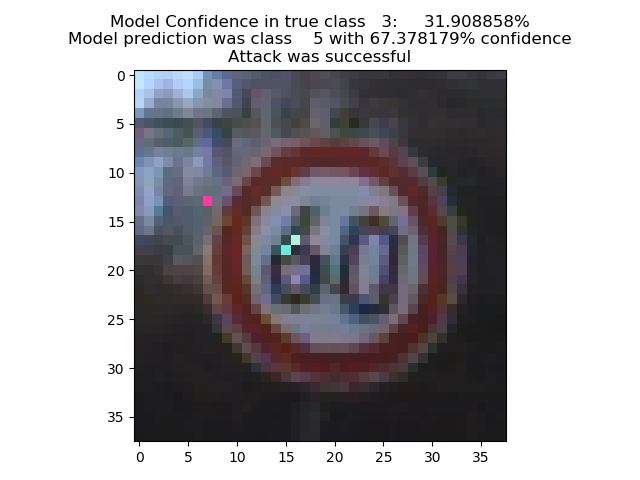 Model Confidence in true class 3: 31.908858%
Model prediction was class 5 with 67.378179% confidence
Attack was successful
0
5
10
15
20
25
30
35
60
0 5 10 15 20 25 30 35